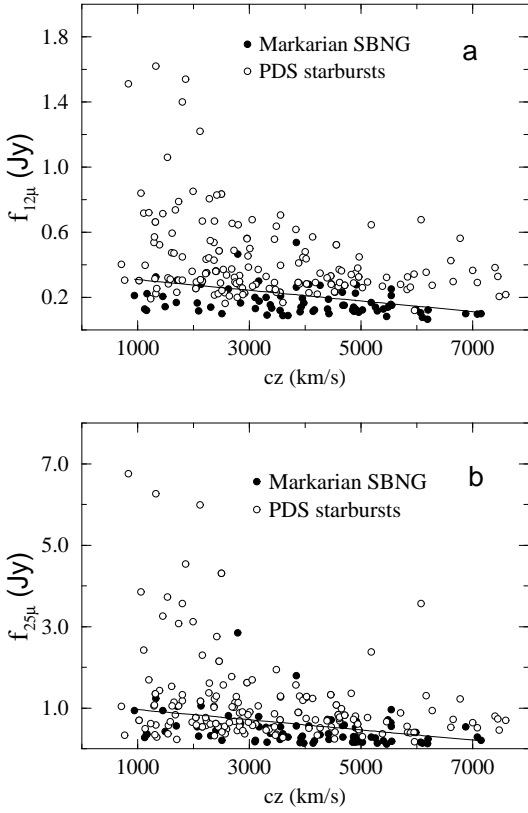 1.8
1.4
1.0
0.6
0.2
f12μ (Jy)
Markarian SBNG
PDS starbursts
a
1000 3000 5000 7000
cz (km/s)
7.0
5.0
3.0
1.0
f25μ (Jy)
Markarian SBNG
PDS starbursts
b
1000 3000 5000 7000
cz (km/s)